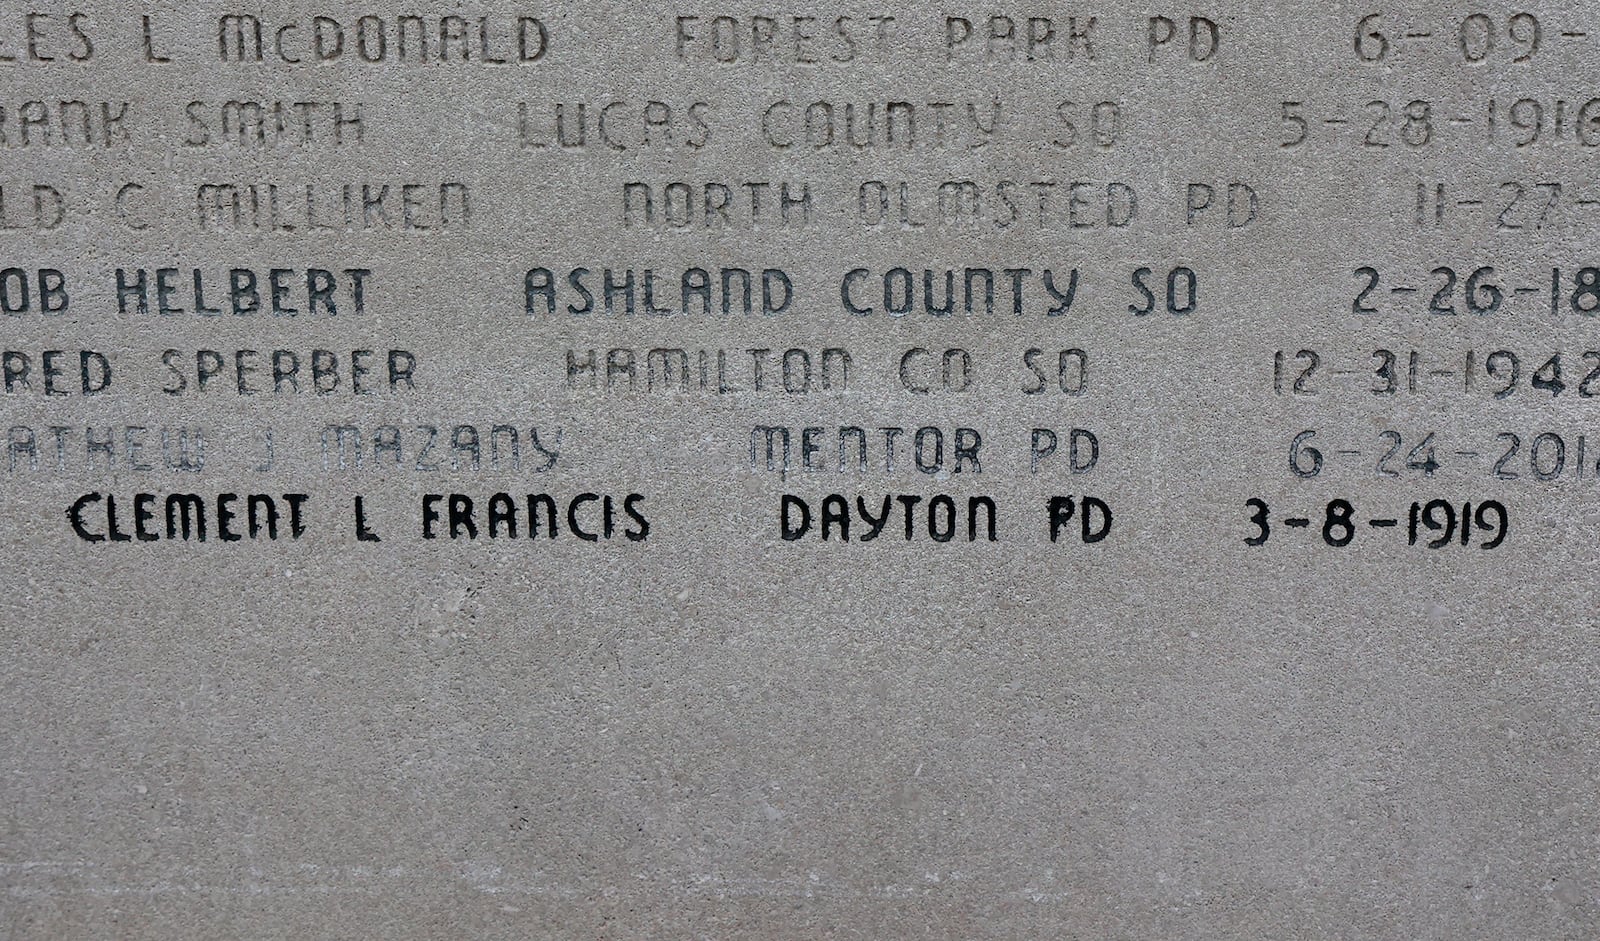 LES L McDONALD FOREST PARK PD 6-09-
RANK SMITH LUCAS COUNTY SO 5-28-1916
LD C MILLIKEN NORTH OLMSTED PD 11-27-
OB HELBERT ASHLAND COUNTY SO 2-26-18
RED SPERBER HAMILTON CO SO 12-31-1942
ATHEW J MAZANY MENTOR PD 6-24-201
CLEMENT L FRANCIS DAYTON PD 3-8-1919